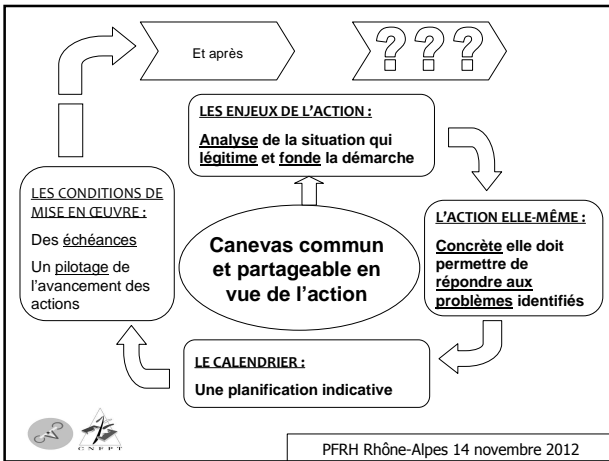 Et après
? ? ?
LES ENJEUX DE L’ACTION :
Analyse de la situation qui
légitime et fonde la démarche
L’ACTION ELLE-MÊME :
Concrète elle doit
permettre de
répondre aux
problèmes identifiés
LE CALENDRIER :
Une planification indicative
LES CONDITIONS DE
MISE EN ŒUVRE :
Des échéances
Un pilotage de
l’avancement des
actions
Canevas commun
et partageable en
vue de l’action
CNFPT
PFRH Rhône-Alpes 14 novembre 2012